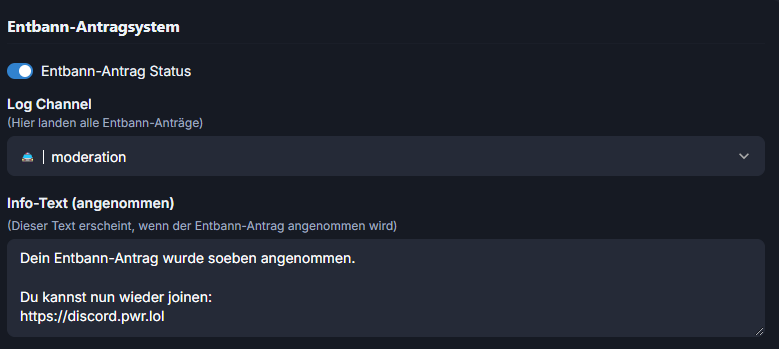 Entbann-Antragsystem
Entbann-Antrag Status
Log Channel
(Hier landen alle Entbann-Anträge)
| moderation
Info-Text (angenommen)
(Dieser Text erscheint, wenn der Entbann-Antrag angenommen wird)
Dein Entbann-Antrag wurde soeben angenommen.
Du kannst nun wieder joinen:
https://discord.pwr.lol